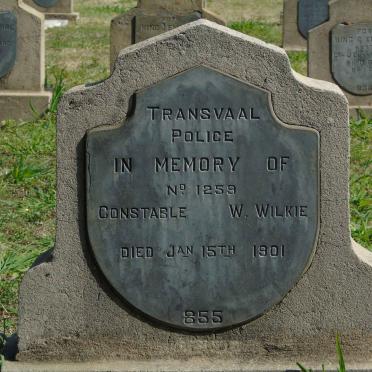 TRANSVAAL
POLICE
IN MEMORY OF
No 1259
CONSTABLE W. WILKIE
DIED JAN 15TH 1901
855